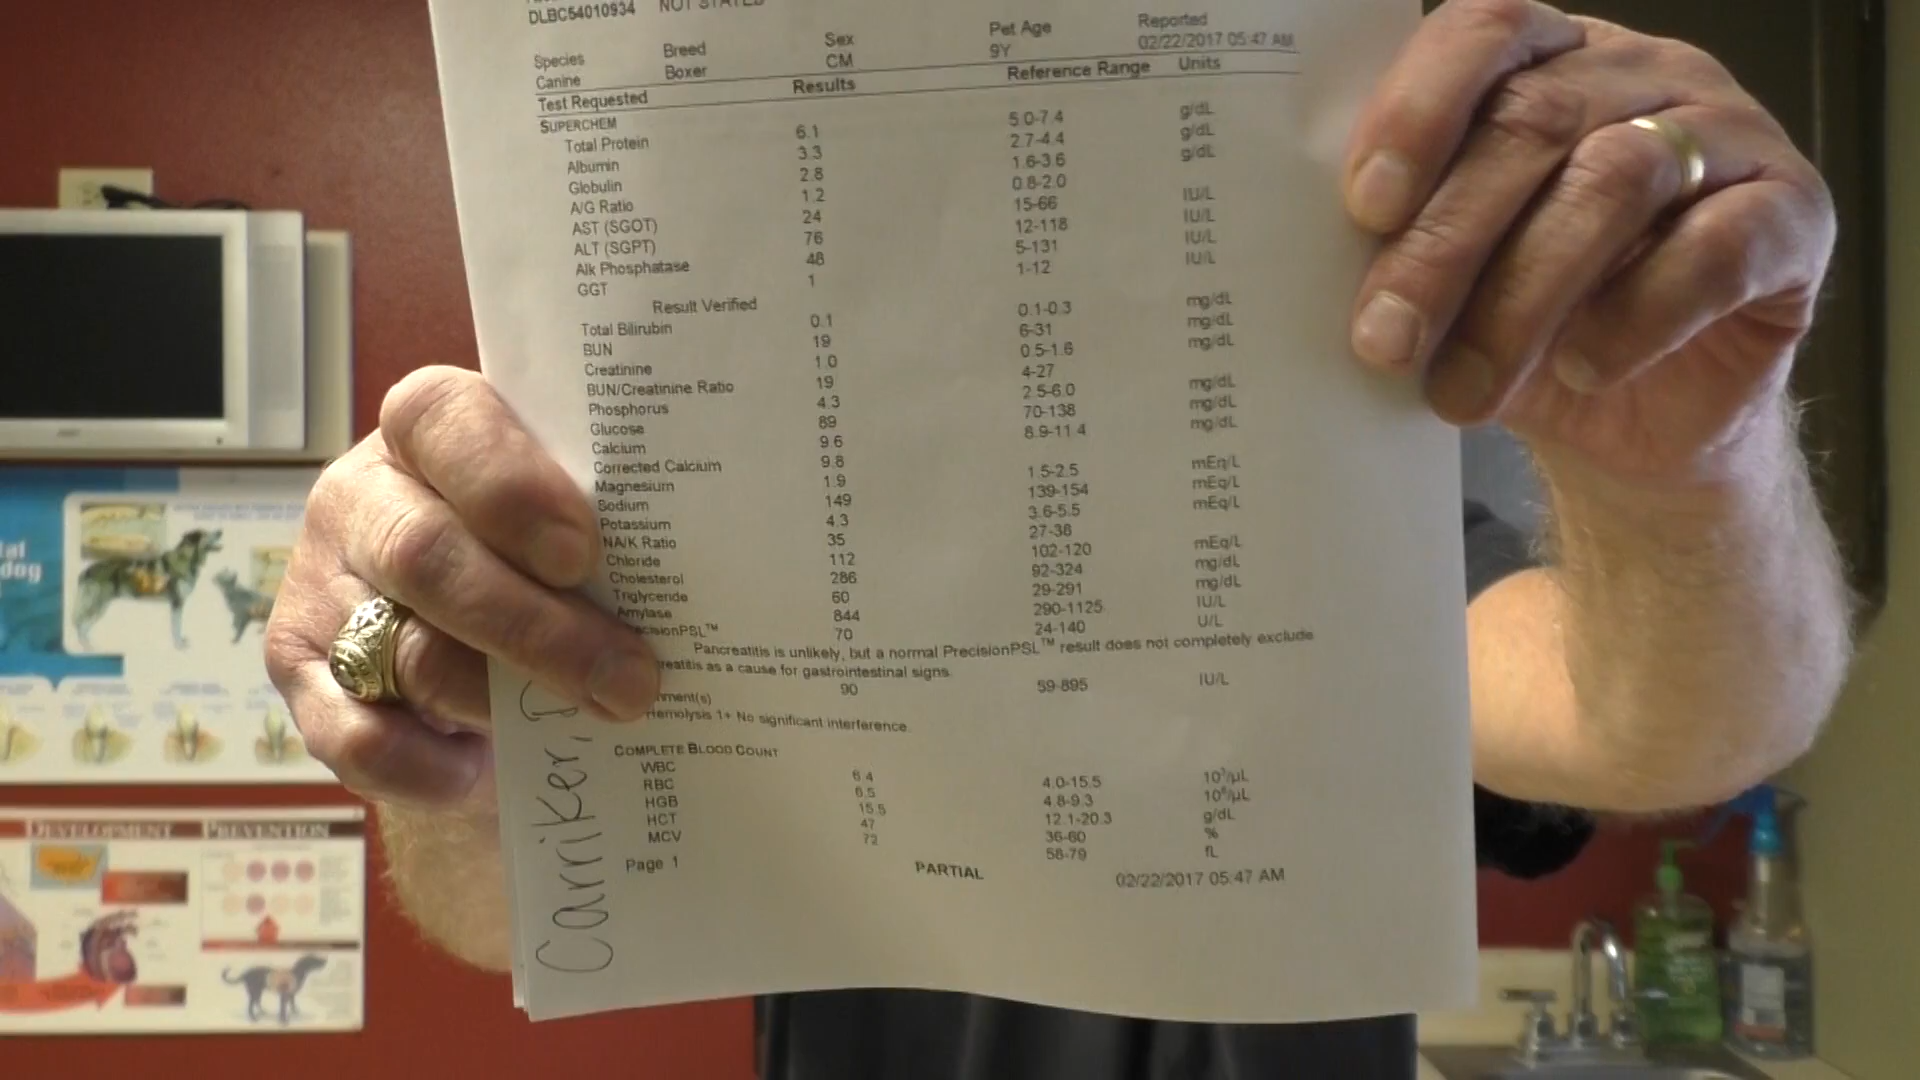 DLBC54010934 NOT STATED
Species Breed Sex Pet Age Reported
Canine Boxer CM 9Y 02/22/2017 05:47 AM
Test Requested Results Reference Range Units
SUPERCHEM
Total Protein 6.1 5.0-7.4 g/dL
Albumin 3.3 2.7-4.4 g/dL
Globulin 2.8 1.6-3.6 g/dL
A/G Ratio 1.2 0.8-2.0
AST (SGOT) 24 15-66 IU/L
ALT (SGPT) 76 12-118 IU/L
Alk Phosphatase 48 5-131 IU/L
GGT 1 1-12 IU/L
Result Verified
Total Bilirubin 0.1 0.1-0.3 mg/dL
BUN 19 6-31 mg/dL
Creatinine 1.0 0.5-1.6 mg/dL
BUN/Creatinine Ratio 19 4-27
Phosphorus 4.3 2.5-6.0 mg/dL
Glucose 89 70-138 mg/dL
Calcium 9.6 8.9-11.4 mg/dL
Corrected Calcium 9.8
Magnesium 1.9 1.5-2.5 mEq/L
Sodium 149 139-154 mEq/L
Potassium 4.3 3.6-5.5 mEq/L
NA/K Ratio 35 27-38
Chloride 112 102-120 mEq/L
Cholesterol 286 92-324 mg/dL
Triglyceride 60 29-291 mg/dL
Amylase 844 290-1125 IU/L
cisionPSL™ 70 24-140 U/L
Pancreatitis is unlikely, but a normal PrecisionPSL™ result does not completely exclude
reatitis as a cause for gastrointestinal signs.
90 59-895 IU/L
ment(s)
Hemolysis 1+ No significant interference.
COMPLETE BLOOD COUNT
WBC 6.4 4.0-15.5 10³/µL
RBC 6.5 4.8-9.3 10⁶/µL
HGB 15.5 12.1-20.3 g/dL
HCT 47 36-60 %
MCV 72 58-79 fL
Page 1 PARTIAL 02/22/2017 05:47 AM
Carriker,
dog
DEVELOPMENT PREVENTION